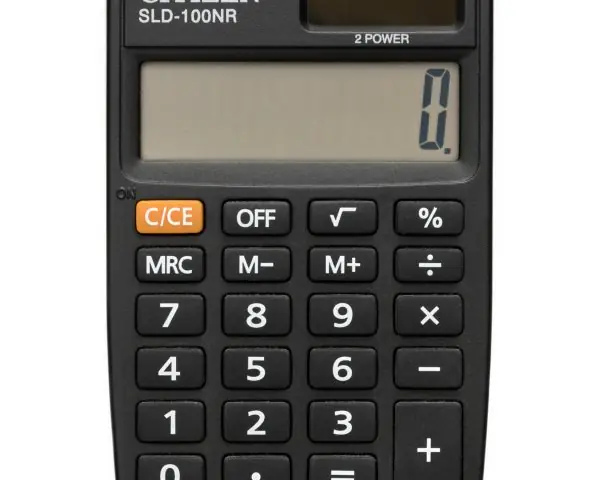 CITIZEN
SLD-100NR
2 POWER
0.
ON
C/CE OFF √ %
MRC M− M+ ÷
7 8 9 ×
4 5 6 −
1 2 3 +
0 . =